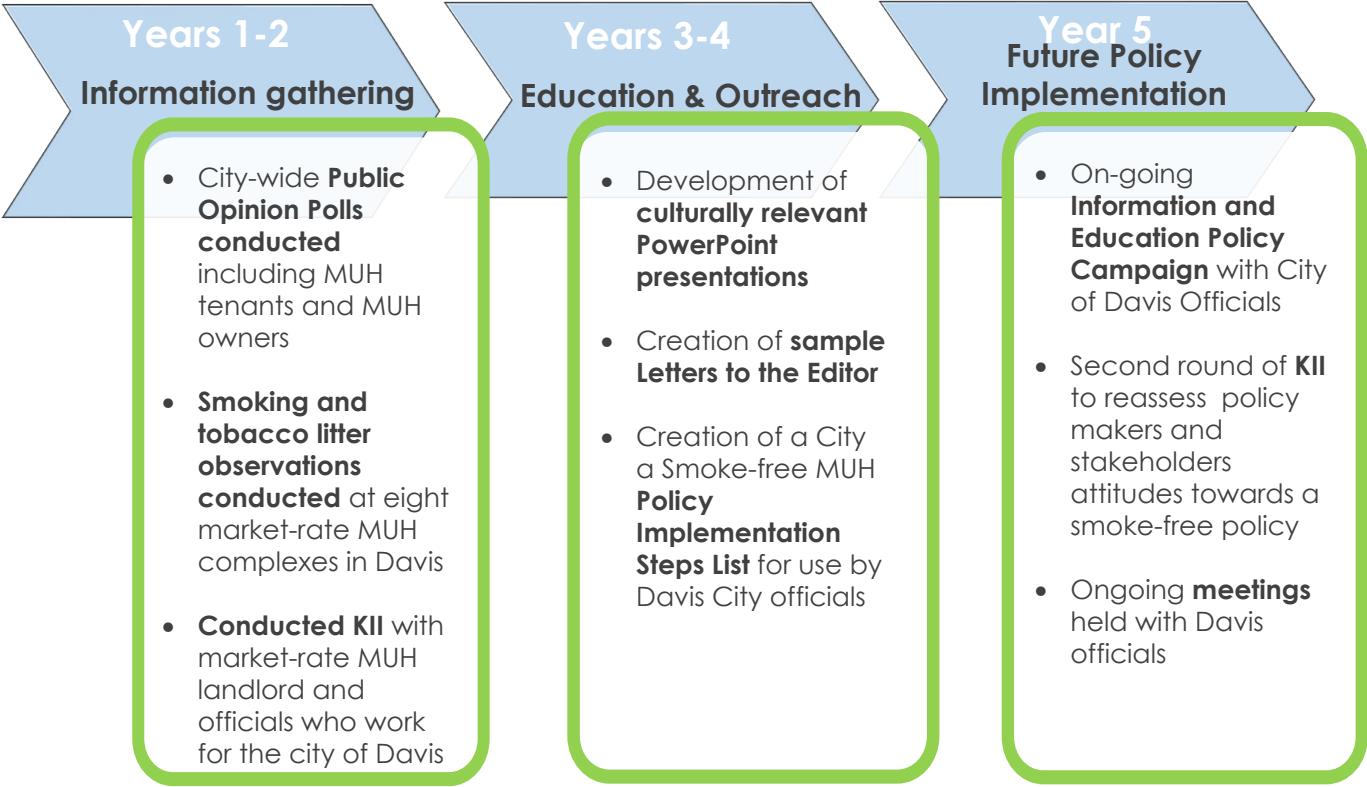 Years 1-2
Information gathering
• City-wide Public
Opinion Polls
conducted
including MUH
tenants and MUH
owners
• Smoking and
tobacco litter
observations
conducted at eight
market-rate MUH
complexes in Davis
• Conducted KII with
market-rate MUH
landlord and
officials who work
for the city of Davis
Years 3-4
Education & Outreach
• Development of
culturally relevant
PowerPoint
presentations
• Creation of sample
Letters to the Editor
• Creation of a City
a Smoke-free MUH
Policy
Implementation
Steps List for use by
Davis City officials
Year 5
Future Policy
Implementation
• On-going
Information and
Education Policy
Campaign with City
of Davis Officials
• Second round of KII
to reassess policy
makers and
stakeholders
attitudes towards a
smoke-free policy
• Ongoing meetings
held with Davis
officials